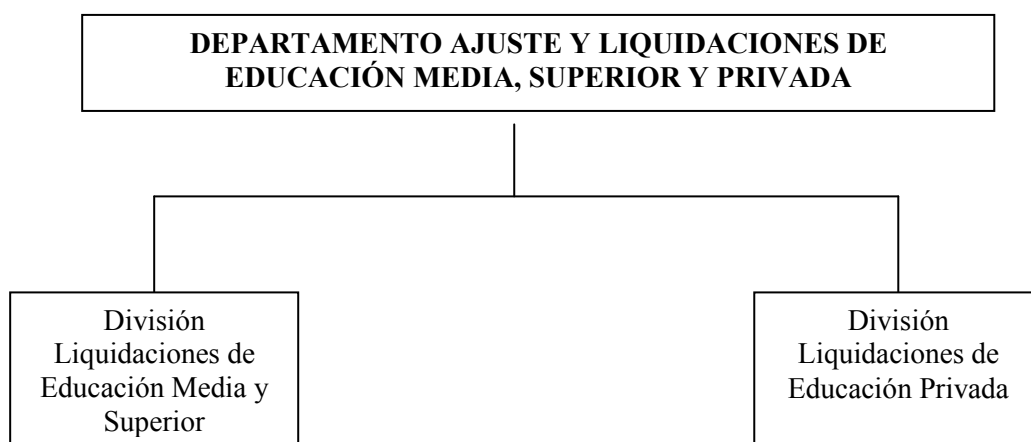 DEPARTAMENTO AJUSTE Y LIQUIDACIONES DE
EDUCACIÓN MEDIA, SUPERIOR Y PRIVADA
División
Liquidaciones de
Educación Media y
Superior
División
Liquidaciones de
Educación Privada